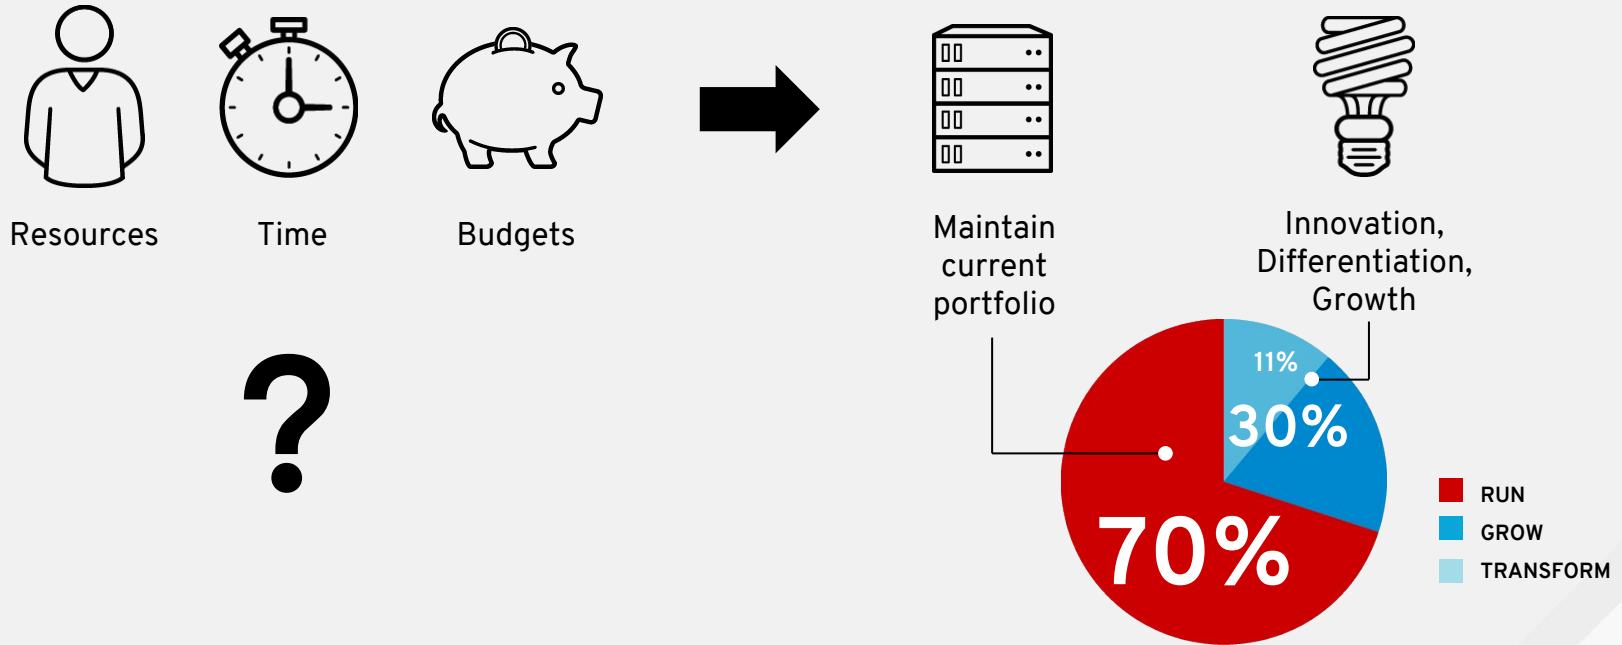 Resources
Time
Budgets
Maintain
current
portfolio
Innovation,
Differentiation,
Growth
?
11%
30%
70%
RUN
GROW
TRANSFORM